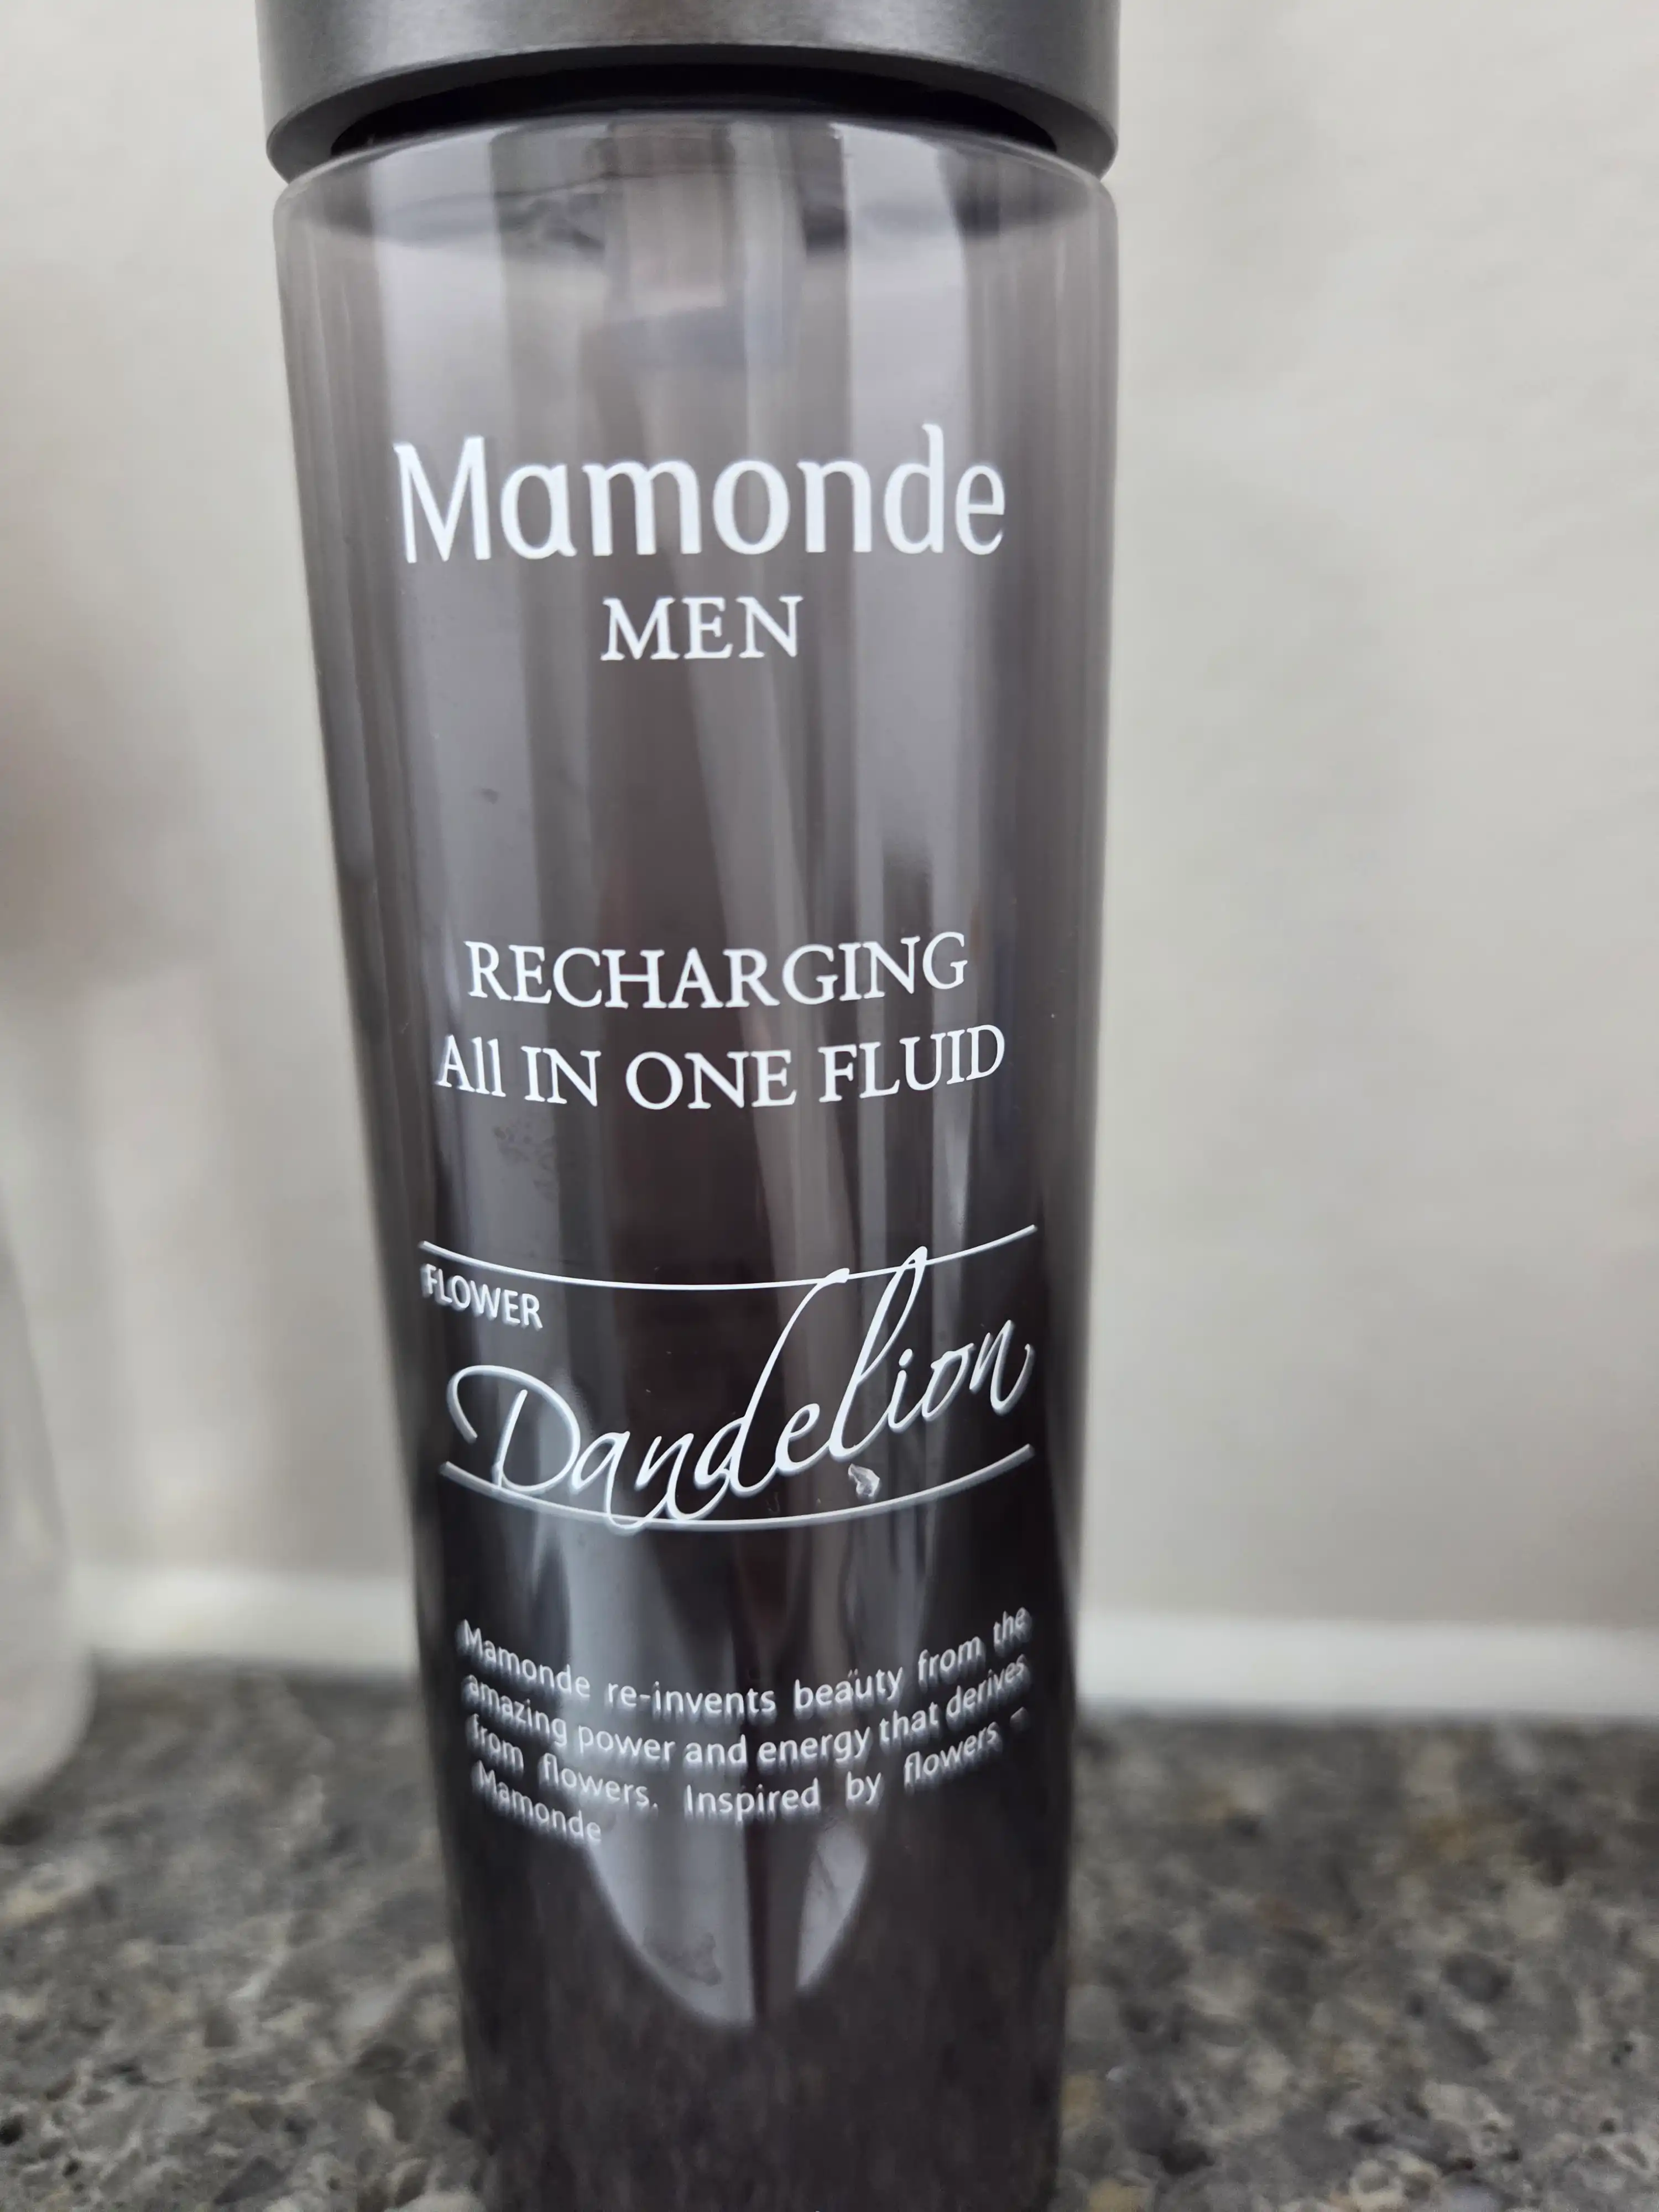 Mamonde
MEN
RECHARGING
All IN ONE FLUID
FLOWER
Dandelion
Mamonde re-invents beauty from the
amazing power and energy that derives
from flowers. Inspired by flowers -
Mamonde